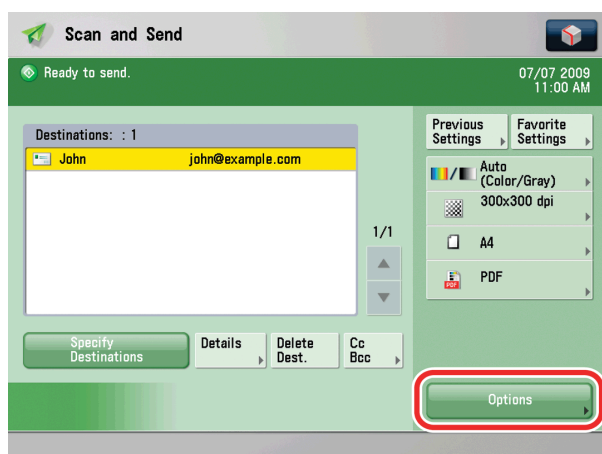 Scan and Send
Ready to send.
07/07 2009
11:00 AM
Destinations: : 1
John john@example.com
1/1
Previous
Settings
Favorite
Settings
Auto
(Color/Gray)
300x300 dpi
A4
PDF
PDF
Specify
Destinations
Details
Delete
Dest.
Cc
Bcc
Options